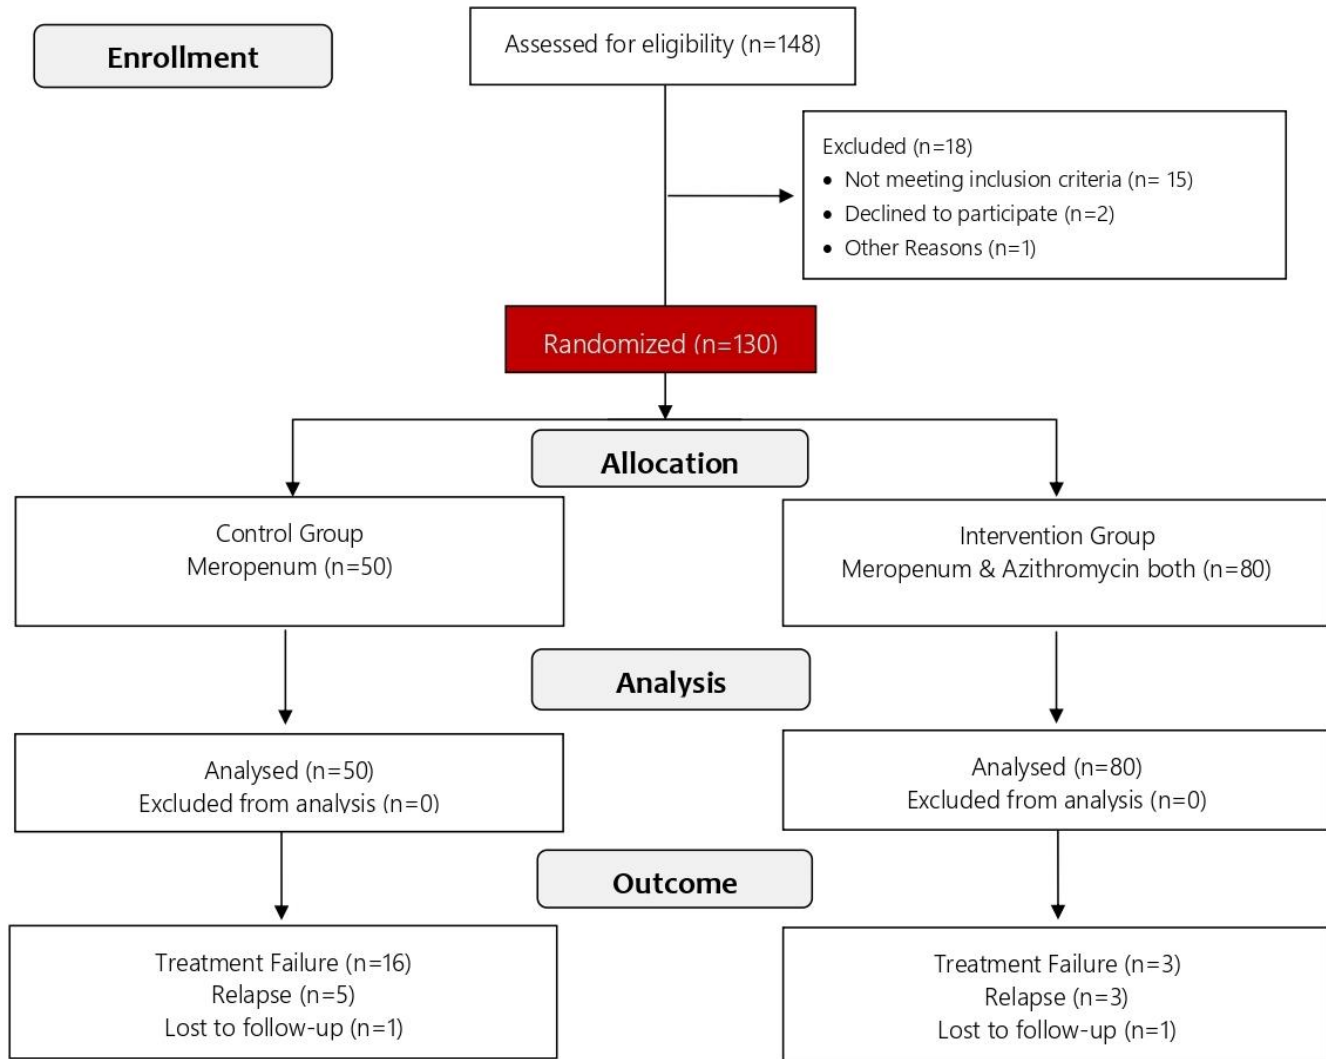 Enrollment
Assessed for eligibility (n=148)
Excluded (n=18)
• Not meeting inclusion criteria (n= 15)
• Declined to participate (n=2)
• Other Reasons (n=1)
Randomized (n=130)
Allocation
Control Group
Meropenum (n=50)
Intervention Group
Meropenum & Azithromycin both (n=80)
Analysis
Analysed (n=50)
Excluded from analysis (n=0)
Analysed (n=80)
Excluded from analysis (n=0)
Outcome
Treatment Failure (n=16)
Relapse (n=5)
Lost to follow-up (n=1)
Treatment Failure (n=3)
Relapse (n=3)
Lost to follow-up (n=1)